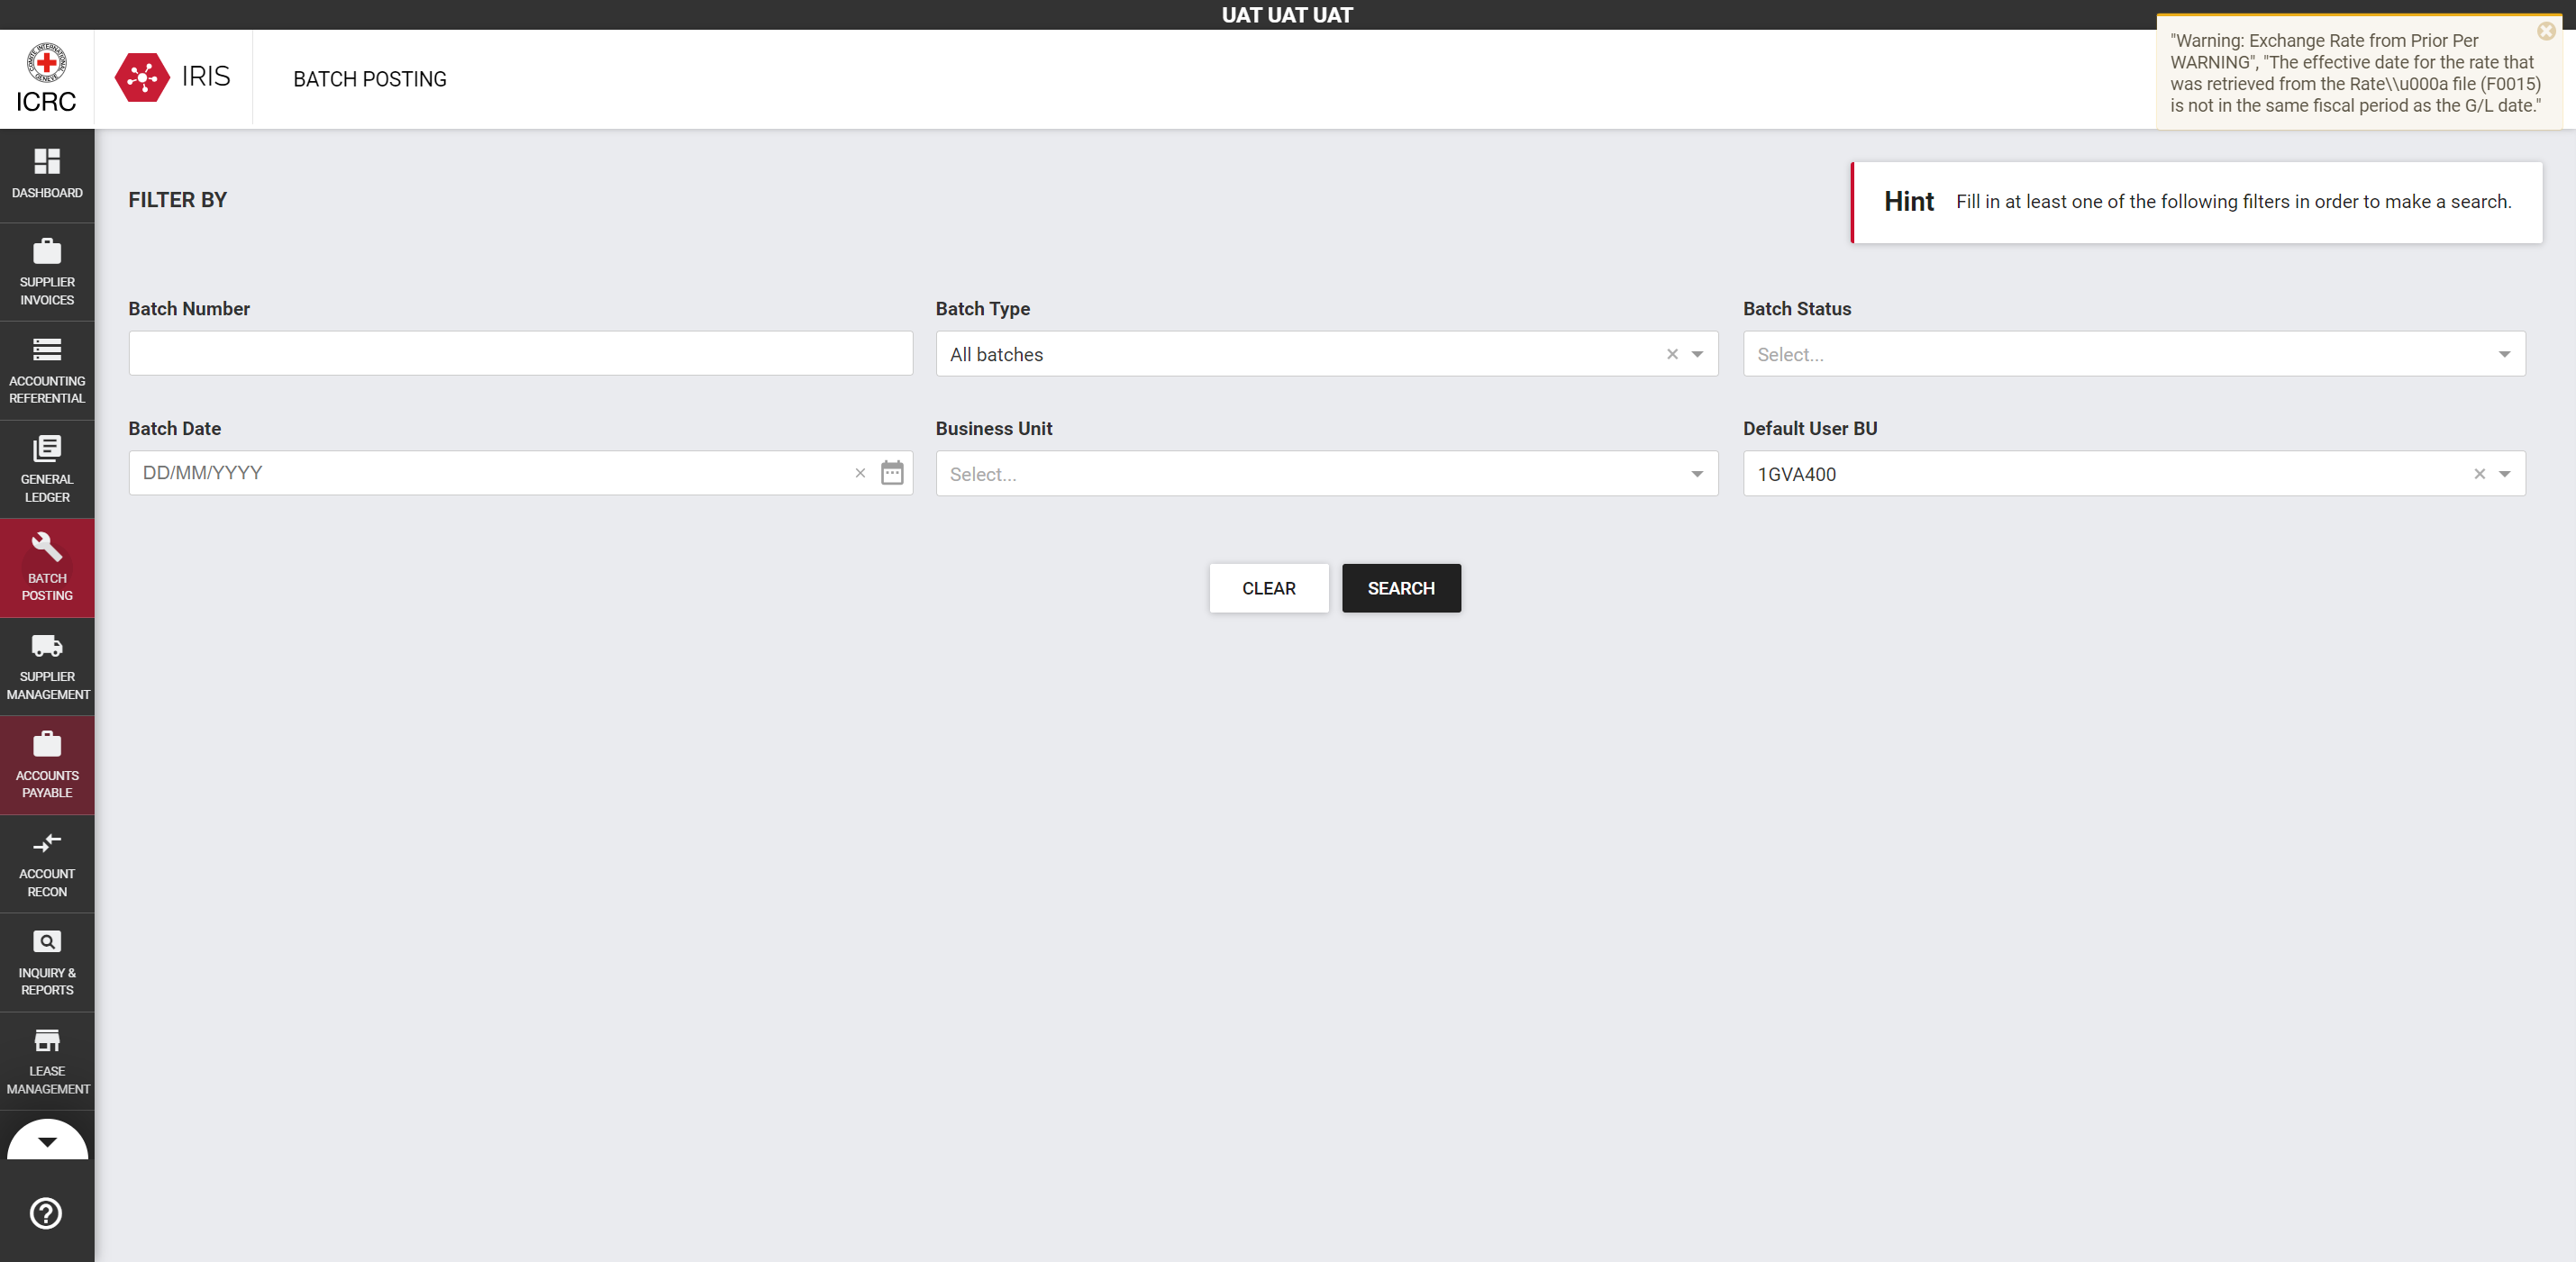 UAT UAT UAT
"Warning: Exchange Rate from Prior Per
WARNING", "The effective date for the rate that
was retrieved from the Rate\\u000a file (F0015)
is not in the same fiscal period as the G/L date."
ICRC
IRIS
BATCH POSTING
DASHBOARD
SUPPLIER
INVOICES
ACCOUNTING
REFERENTIAL
GENERAL
LEDGER
BATCH
POSTING
SUPPLIER
MANAGEMENT
ACCOUNTS
PAYABLE
ACCOUNT
RECON
INQUIRY &
REPORTS
LEASE
MANAGEMENT
FILTER BY
Hint Fill in at least one of the following filters in order to make a search.
Batch Number
Batch Type
All batches
Batch Status
Select...
Batch Date
DD/MM/YYYY
Business Unit
Select...
Default User BU
1GVA400
CLEAR
SEARCH